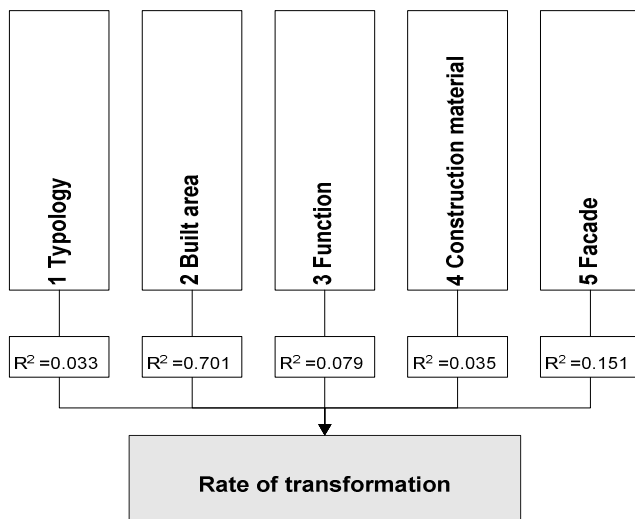 1 Typology
2 Built area
3 Function
4 Construction material
5 Facade
R² =0.033
R² =0.701
R² =0.079
R² =0.035
R² =0.151
Rate of transformation